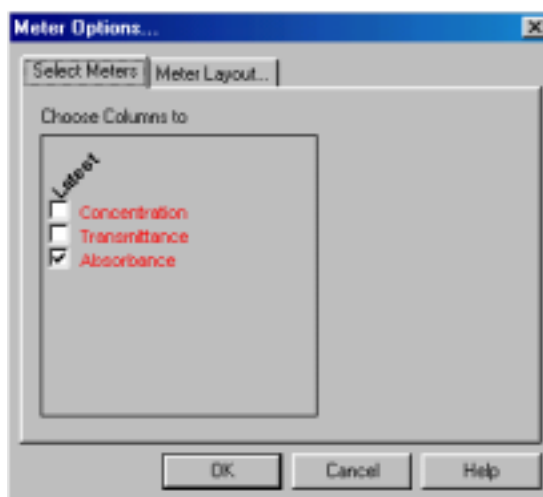 Meter Options...
Select Meters Meter Layout...
Choose Columns to
Latest
Concentration
Transmittance
Absorbance
OK Cancel Help